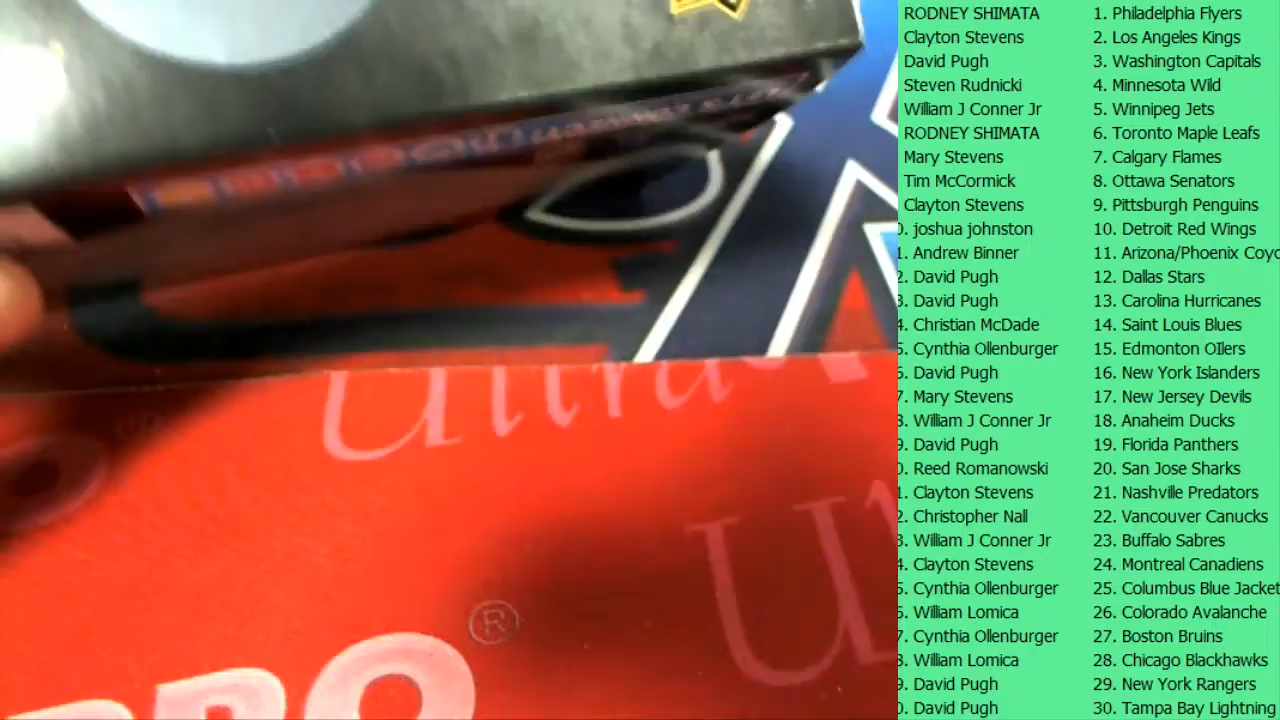 RODNEY SHIMATA 1. Philadelphia Flyers
Clayton Stevens 2. Los Angeles Kings
David Pugh 3. Washington Capitals
Steven Rudnicki 4. Minnesota Wild
William J Conner Jr 5. Winnipeg Jets
RODNEY SHIMATA 6. Toronto Maple Leafs
Mary Stevens 7. Calgary Flames
Tim McCormick 8. Ottawa Senators
Clayton Stevens 9. Pittsburgh Penguins
0. joshua johnston 10. Detroit Red Wings
1. Andrew Binner 11. Arizona/Phoenix Coyo
2. David Pugh 12. Dallas Stars
3. David Pugh 13. Carolina Hurricanes
4. Christian McDade 14. Saint Louis Blues
5. Cynthia Ollenburger 15. Edmonton OIlers
6. David Pugh 16. New York Islanders
7. Mary Stevens 17. New Jersey Devils
8. William J Conner Jr 18. Anaheim Ducks
9. David Pugh 19. Florida Panthers
0. Reed Romanowski 20. San Jose Sharks
1. Clayton Stevens 21. Nashville Predators
2. Christopher Nall 22. Vancouver Canucks
3. William J Conner Jr 23. Buffalo Sabres
4. Clayton Stevens 24. Montreal Canadiens
5. Cynthia Ollenburger 25. Columbus Blue Jacket
6. William Lomica 26. Colorado Avalanche
7. Cynthia Ollenburger 27. Boston Bruins
8. William Lomica 28. Chicago Blackhawks
9. David Pugh 29. New York Rangers
0. David Pugh 30. Tampa Bay Lightning
Ultra
U
PRO ®